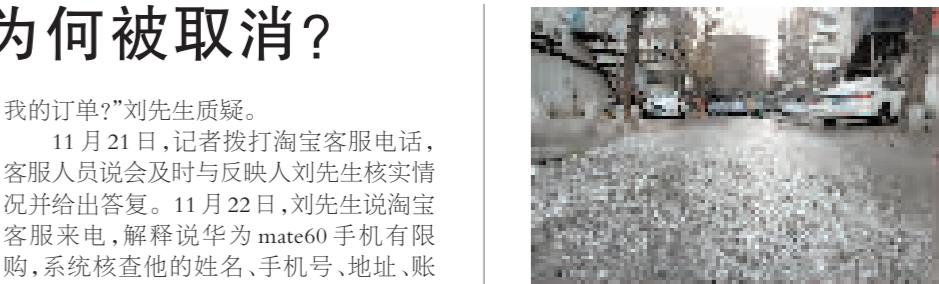 为何被取消?
我的订单?”刘先生质疑。
11月21日,记者拨打淘宝客服电话,
客服人员说会及时与反映人刘先生核实情
况并给出答复。11月22日,刘先生说淘宝
客服来电,解释说华为mate60手机有限
购,系统核查他的姓名、手机号、地址、账